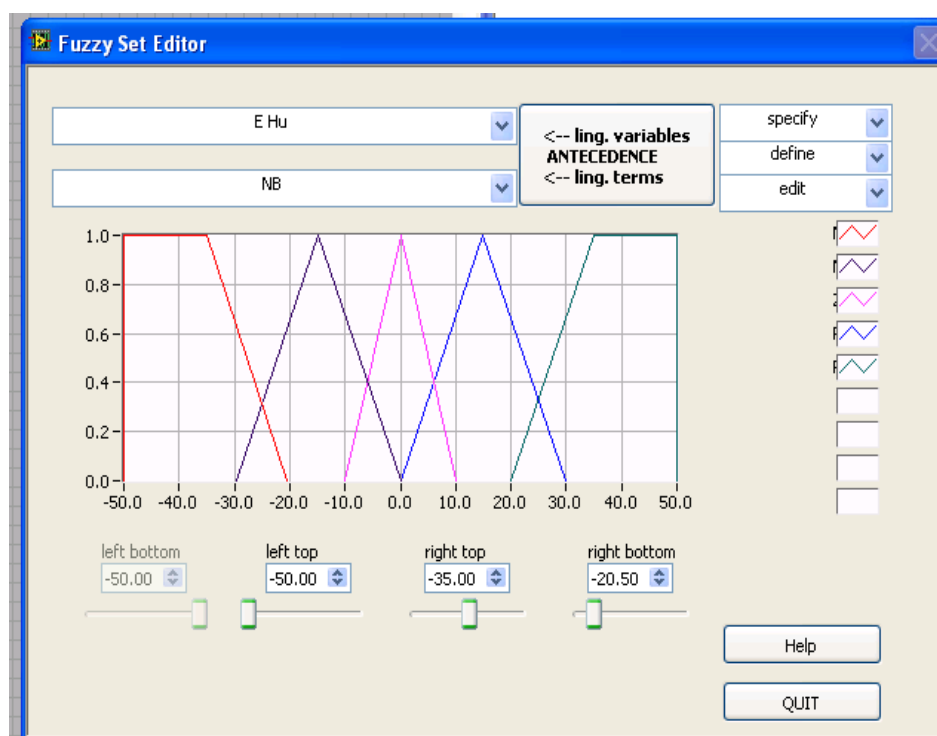 Fuzzy Set Editor
E Hu
<-- ling. variables
ANTECEDENCE
<-- ling. terms
specify
define
edit
NB
1.0
0.8
0.6
0.4
0.2
0.0
-50.0 -40.0 -30.0 -20.0 -10.0 0.0 10.0 20.0 30.0 40.0 50.0
left bottom left top right top right bottom
-50.00 -50.00 -35.00 -20.50
Help
QUIT